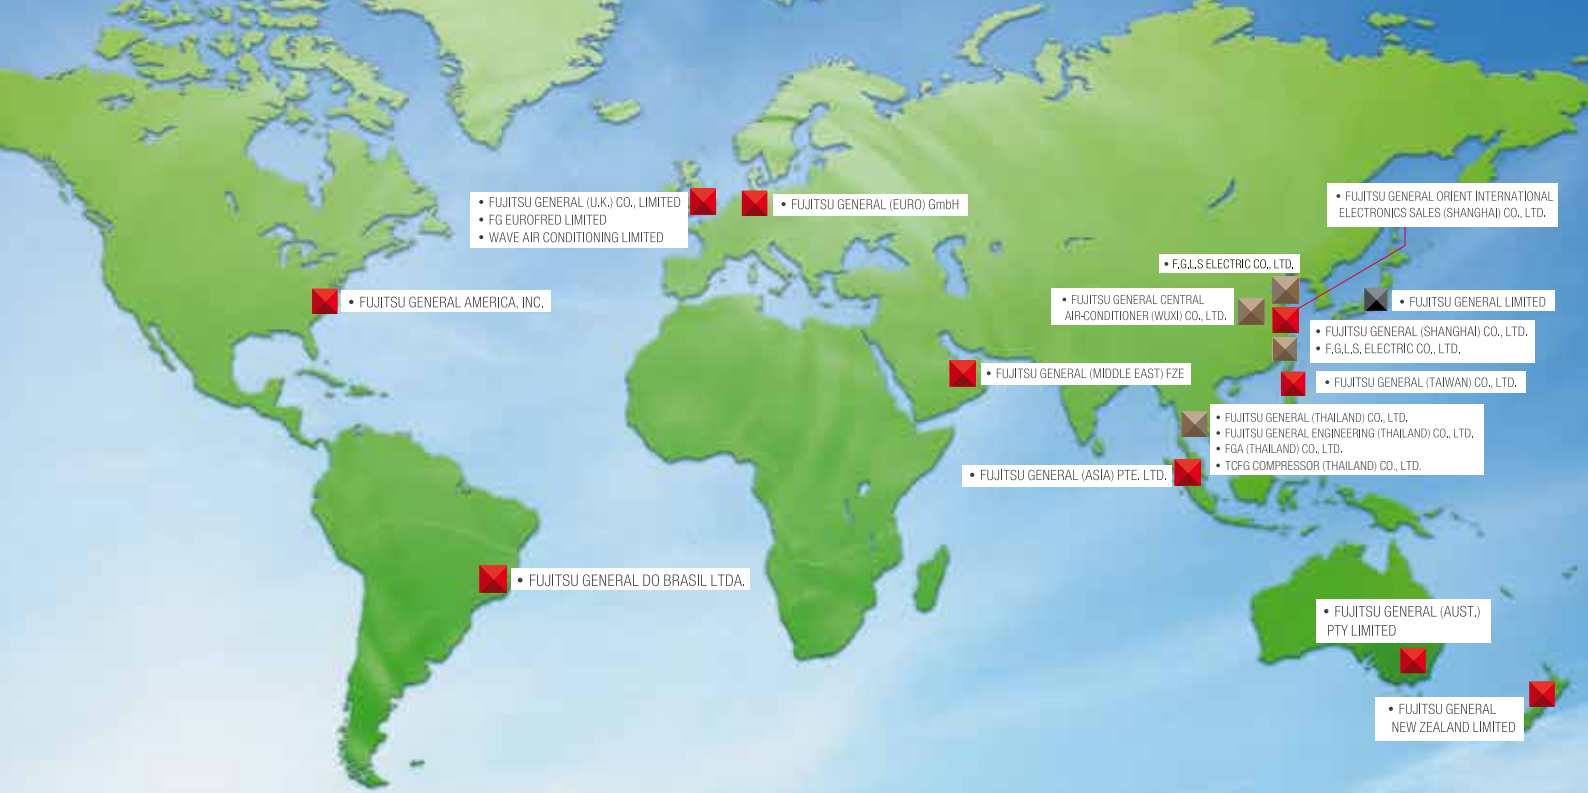 • FUJITSU GENERAL (U.K.) CO., LIMITED
• FG EUROFRED LIMITED
• WAVE AIR CONDITIONING LIMITED
• FUJITSU GENERAL (EURO) GmbH
• FUJITSU GENERAL ORIENT INTERNATIONAL
ELECTRONICS SALES (SHANGHAI) CO., LTD.
• F.G.L.S ELECTRIC CO., LTD.
• FUJITSU GENERAL AMERICA, INC.
• FUJITSU GENERAL CENTRAL
AIR-CONDITIONER (WUXI) CO., LTD.
• FUJITSU GENERAL LIMITED
• FUJITSU GENERAL (SHANGHAI) CO., LTD.
• F.G.L.S. ELECTRIC CO., LTD.
• FUJITSU GENERAL (MIDDLE EAST) FZE
• FUJITSU GENERAL (TAIWAN) CO., LTD.
• FUJITSU GENERAL (THAILAND) CO., LTD.
• FUJITSU GENERAL ENGINEERING (THAILAND) CO., LTD.
• FGA (THAILAND) CO., LTD.
• TCFG COMPRESSOR (THAILAND) CO., LTD.
• FUJITSU GENERAL (ASIA) PTE. LTD.
• FUJITSU GENERAL DO BRASIL LTDA.
• FUJITSU GENERAL (AUST.)
PTY LIMITED
• FUJITSU GENERAL
NEW ZEALAND LIMITED